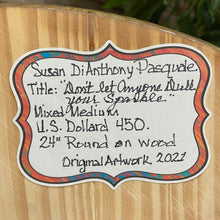 Susan DiAnthony Pasquale
Title: "Don't let Anyone Dull
your Sparkle."
Mixed Medium
U.S. Dollard 450.
24" Round on wood
Original Artwork 2021